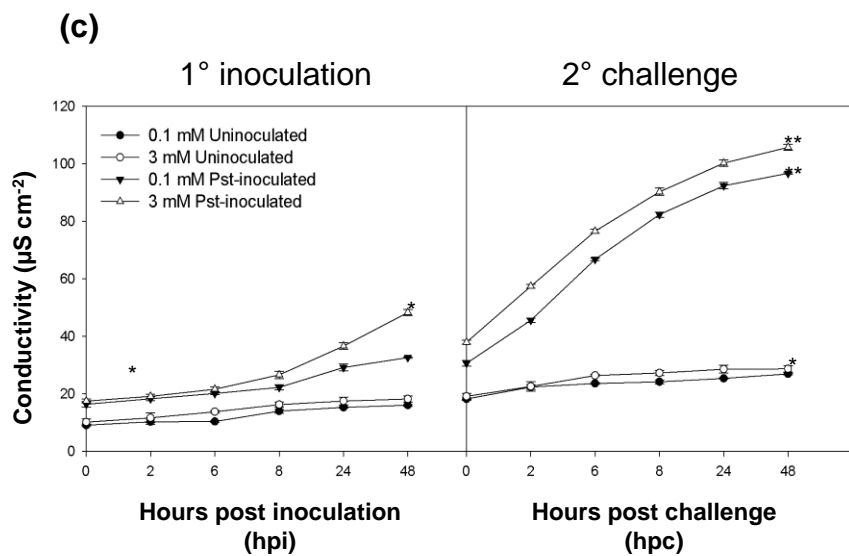 (c)
1° inoculation
2° challenge
Conductivity (µS cm-2)
120
100
80
60
40
20
0
0.1 mM Uninoculated
3 mM Uninoculated
0.1 mM Pst-inoculated
3 mM Pst-inoculated
*
*
**
**
*
0 2 6 8 24 48
0 2 6 8 24 48
Hours post inoculation
(hpi)
Hours post challenge
(hpc)